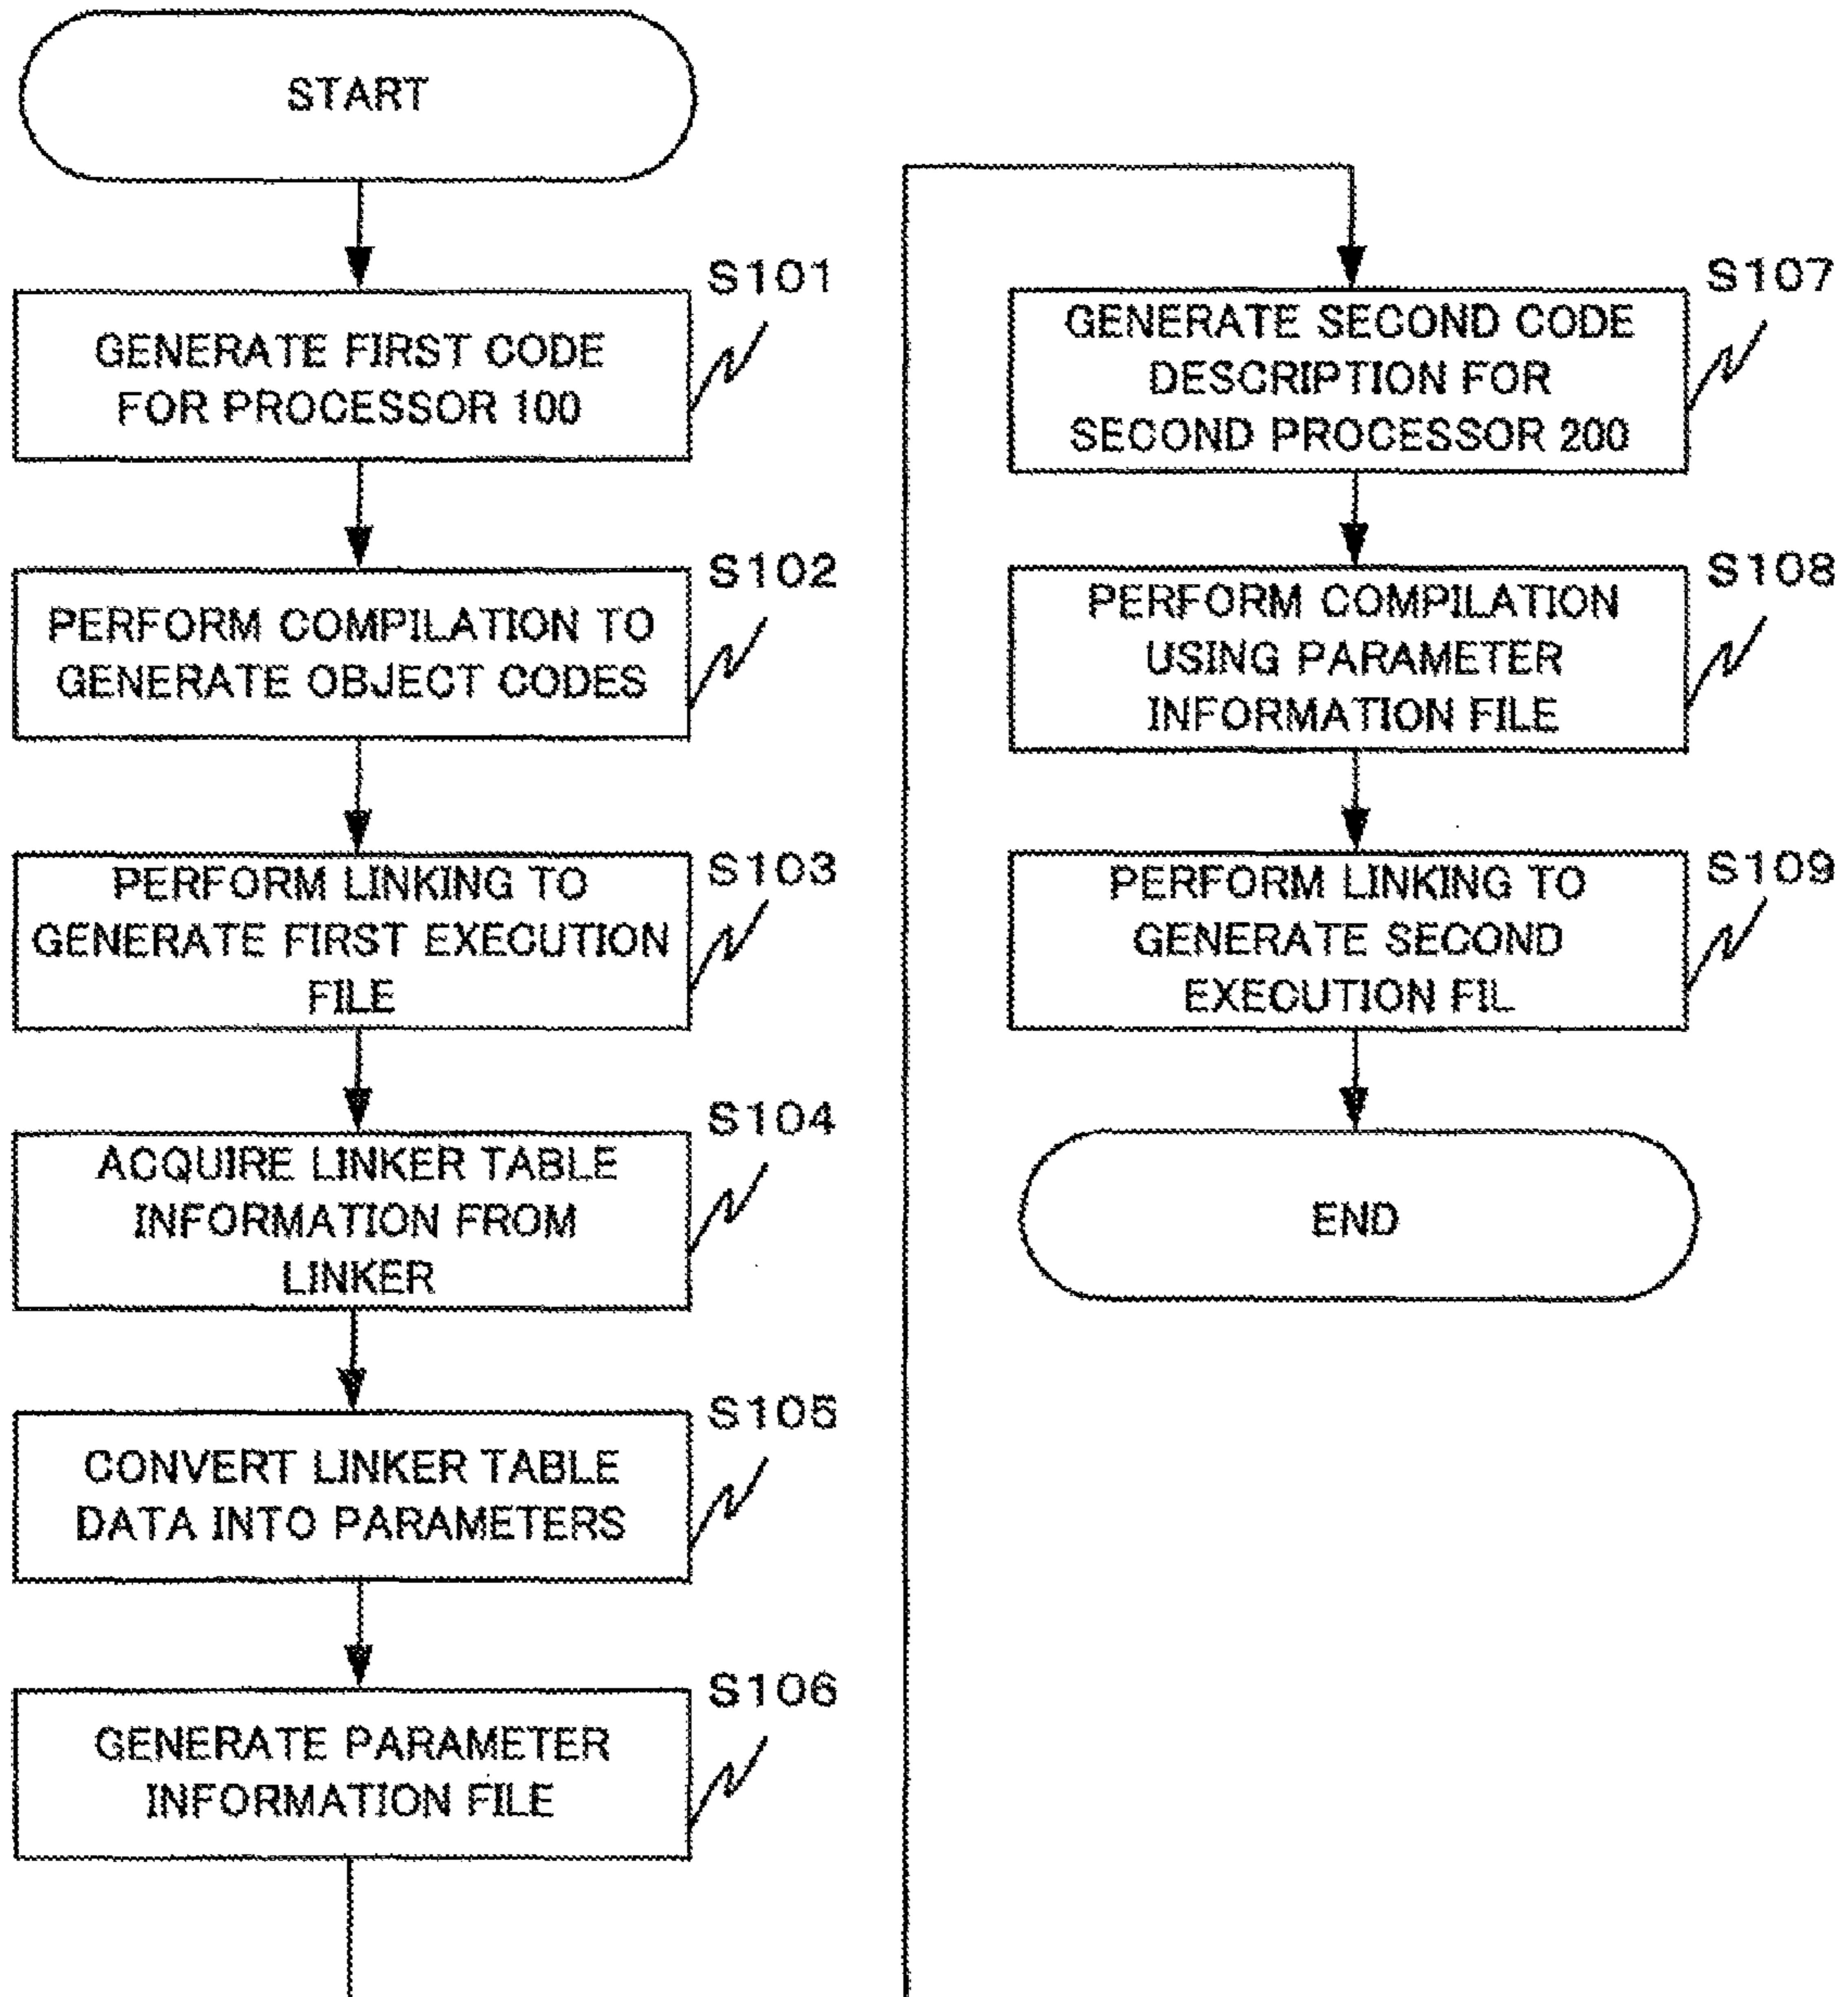 START
S101
GENERATE FIRST CODE
FOR PROCESSOR 100
S102
PERFORM COMPILATION TO
GENERATE OBJECT CODES
S103
PERFORM LINKING TO
GENERATE FIRST EXECUTION
FILE
S104
ACQUIRE LINKER TABLE
INFORMATION FROM
LINKER
S105
CONVERT LINKER TABLE
DATA INTO PARAMETERS
S106
GENERATE PARAMETER
INFORMATION FILE
S107
GENERATE SECOND CODE
DESCRIPTION FOR
SECOND PROCESSOR 200
S108
PERFORM COMPILATION
USING PARAMETER
INFORMATION FILE
S109
PERFORM LINKING TO
GENERATE SECOND
EXECUTION FIL
END